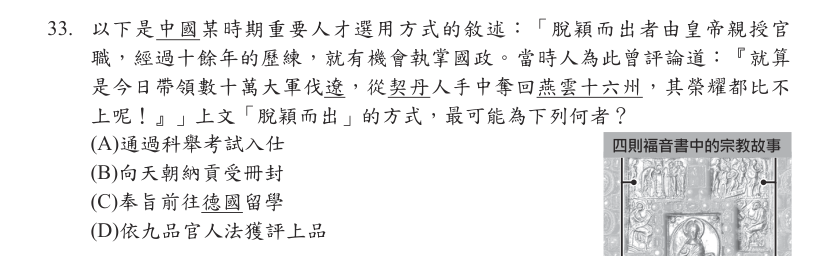 33. 以下是中國某時期重要人才選用方式的敘述：「脫穎而出者由皇帝親授官
職，經過十餘年的歷練，就有機會執掌國政。當時人為此曾評論道：『就算
是今日帶領數十萬大軍伐遼，從契丹人手中奪回燕雲十六州，其榮耀都比不
上呢！』」上文「脫穎而出」的方式，最可能為下列何者？
(A)通過科舉考試入仕
(B)向天朝納貢受冊封
(C)奉旨前往德國留學
(D)依九品官人法獲評上品
四則福音書中的宗教故事